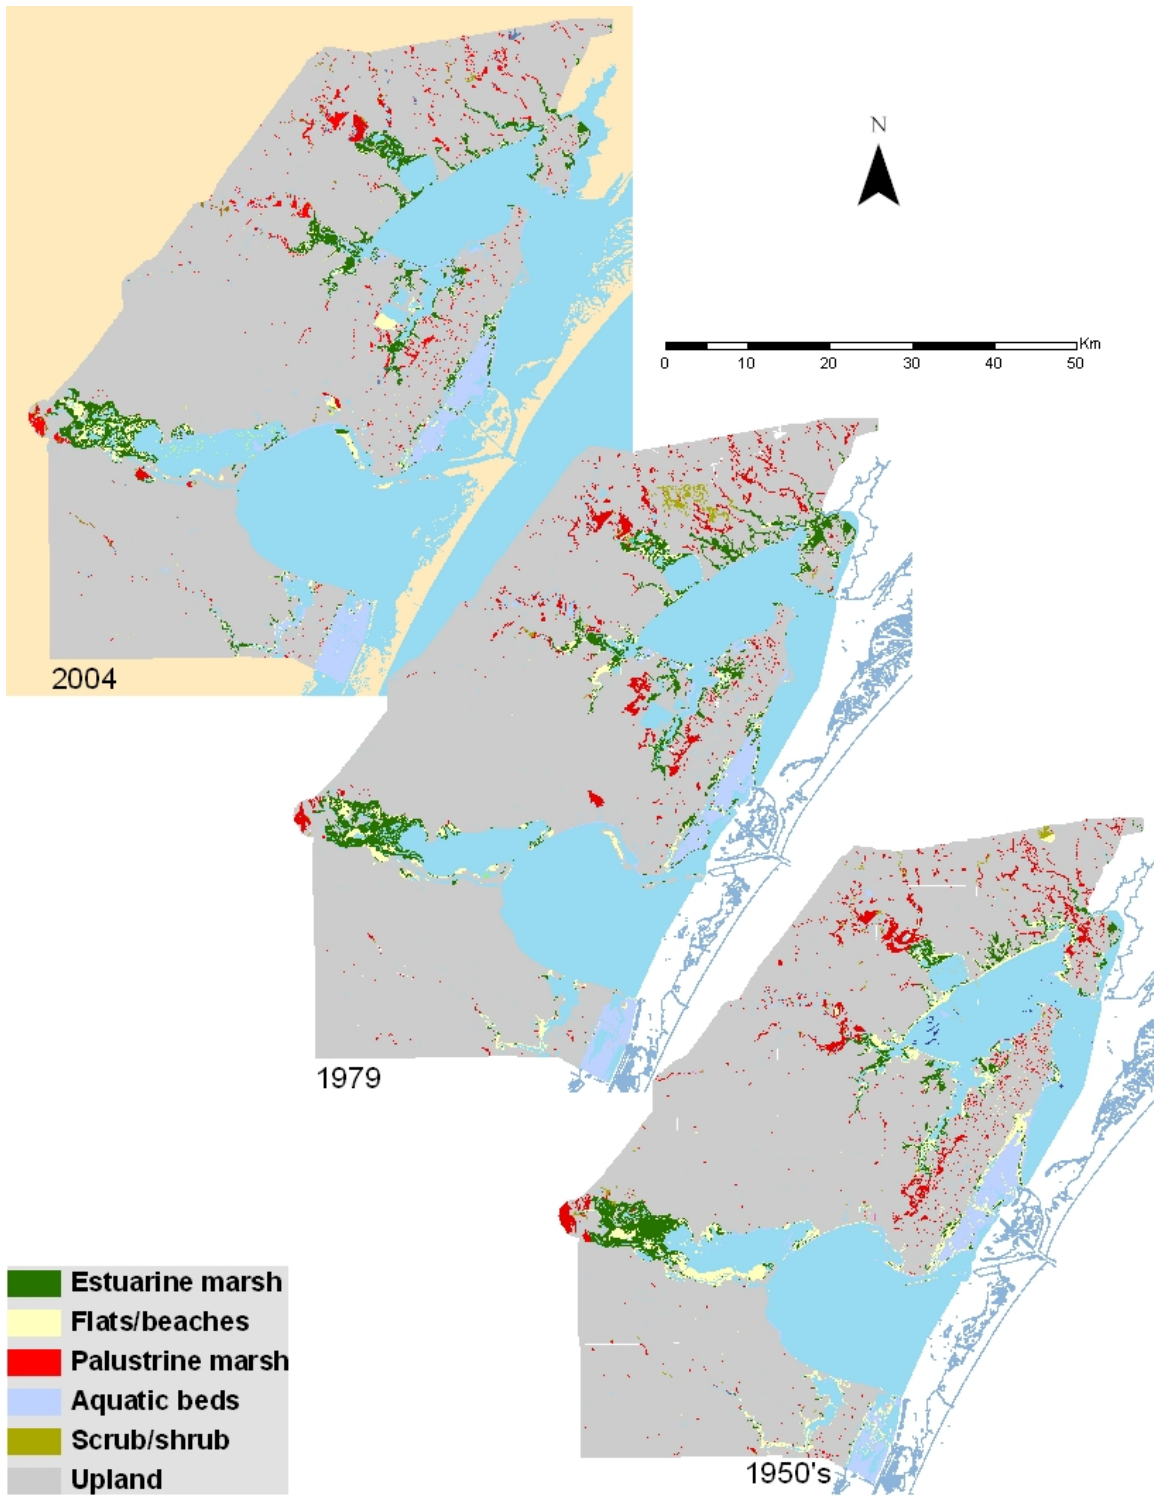 N
Km
0 10 20 30 40 50
2004
1979
1950's
Estuarine marsh
Flats/beaches
Palustrine marsh
Aquatic beds
Scrub/shrub
Upland